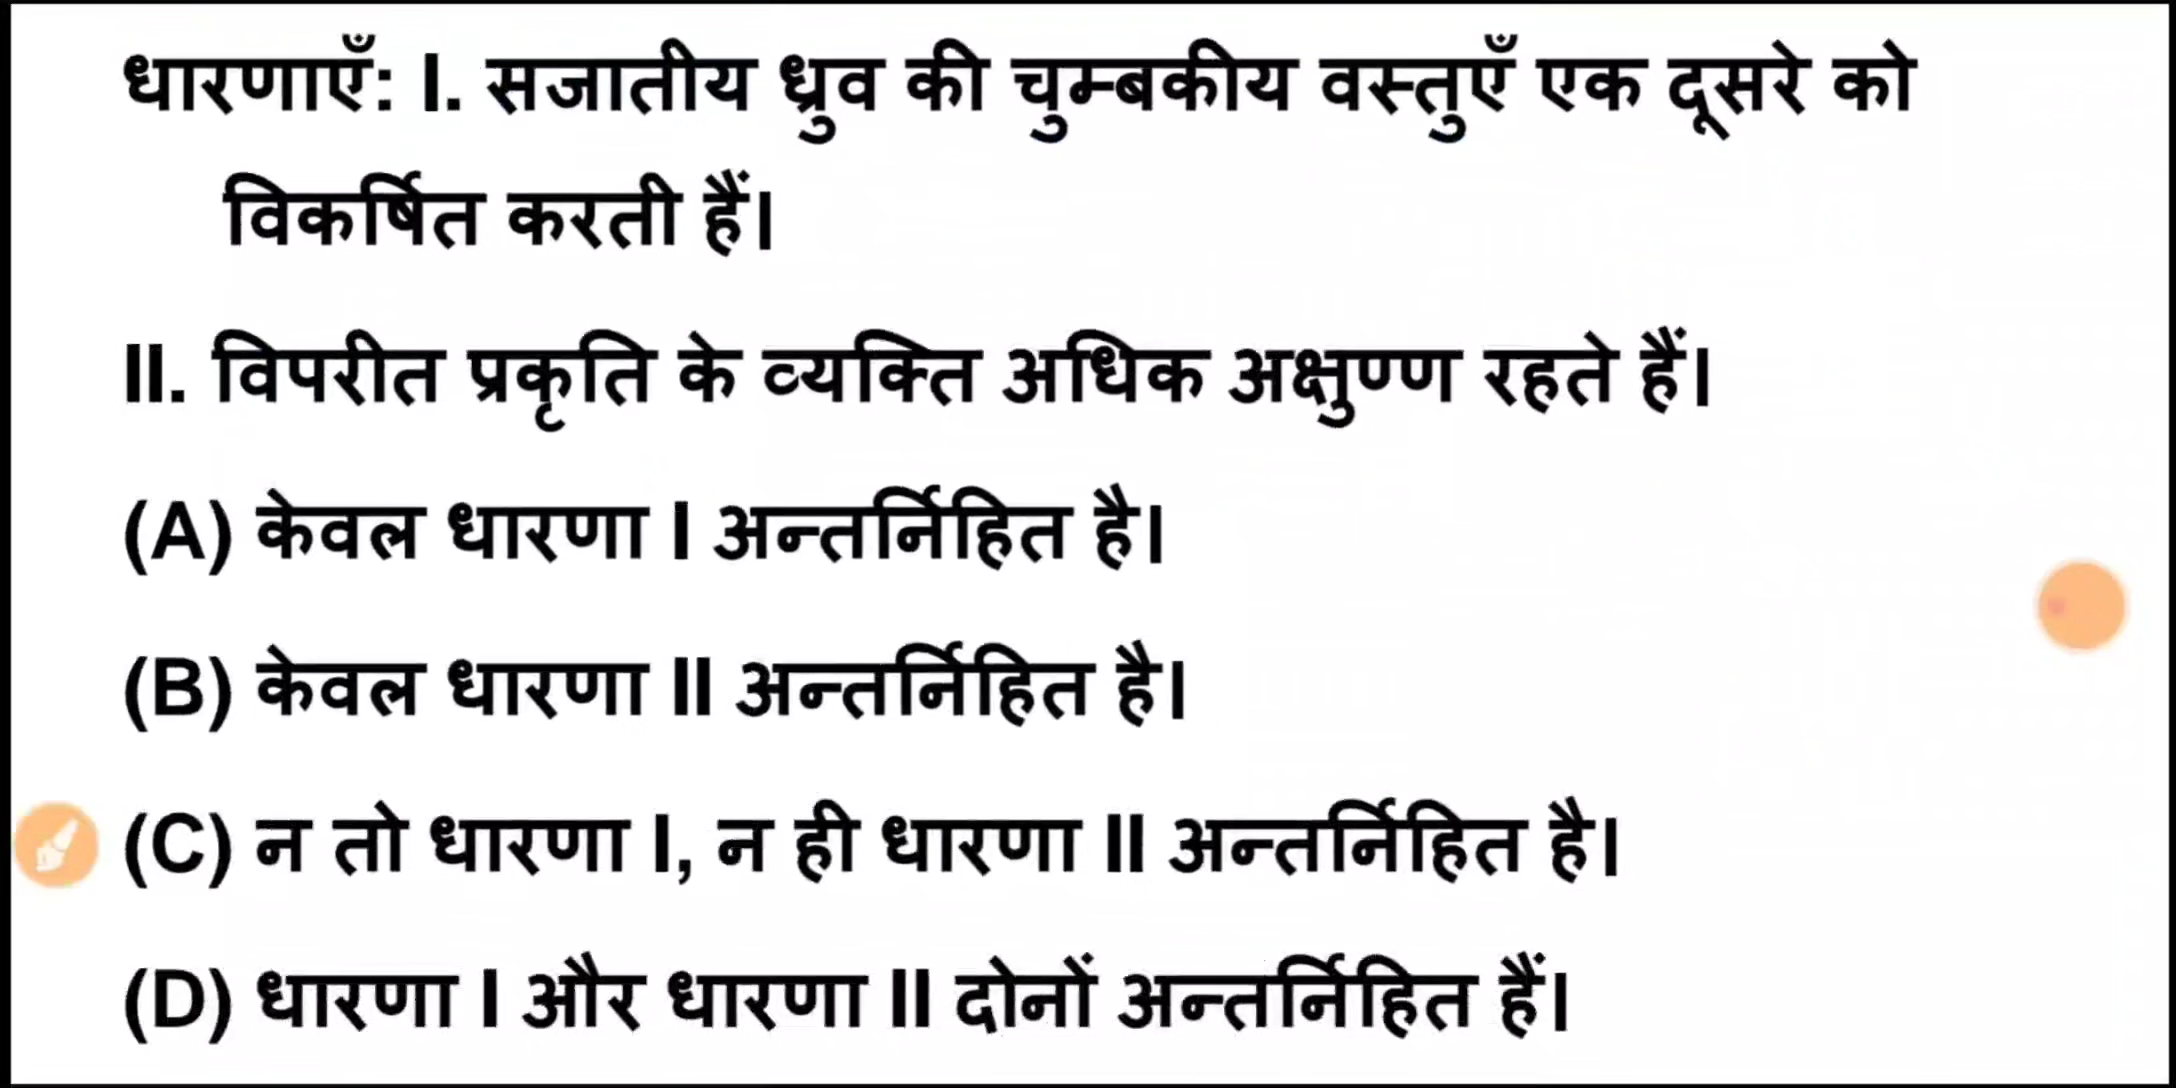 धारणाएँ: I. सजातीय ध्रुव की चुम्बकीय वस्तुएँ एक दूसरे को
विकर्षित करती हैं।
II. विपरीत प्रकृति के व्यक्ति अधिक अक्षुण्ण रहते हैं।
(A) केवल धारणा I अन्तर्निहित है।
(B) केवल धारणा II अन्तर्निहित है।
(C) न तो धारणा I, न ही धारणा II अन्तर्निहित है।
(D) धारणा I और धारणा II दोनों अन्तर्निहित हैं।